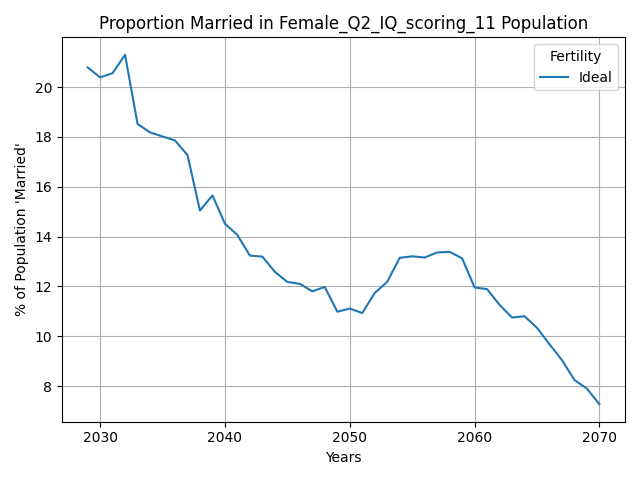 Proportion Married in Female_Q2_IQ_scoring_11 Population
Fertility
Ideal
% of Population 'Married'
20
18
16
14
12
10
8
2030
2040
2050
2060
2070
Years